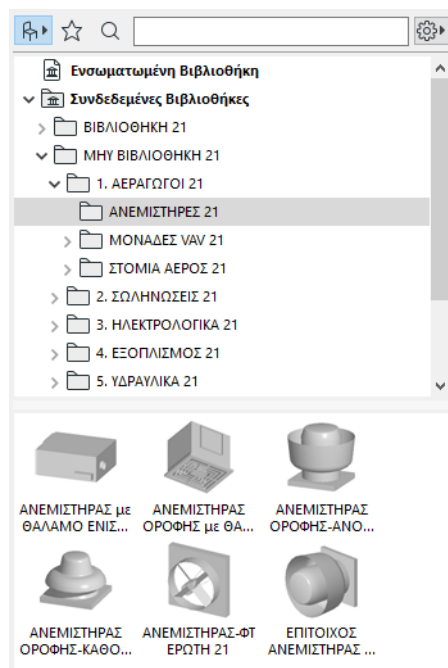 Ενσωματωμένη Βιβλιοθήκη
Συνδεδεμένες Βιβλιοθήκες
ΒΙΒΛΙΟΘΗΚΗ 21
ΜΗΥ ΒΙΒΛΙΟΘΗΚΗ 21
1. ΑΕΡΑΓΩΓΟΙ 21
ΑΝΕΜΙΣΤΗΡΕΣ 21
ΜΟΝΑΔΕΣ VAV 21
ΣΤΟΜΙΑ ΑΕΡΟΣ 21
2. ΣΩΛΗΝΩΣΕΙΣ 21
3. ΗΛΕΚΤΡΟΛΟΓΙΚΑ 21
4. ΕΞΟΠΛΙΣΜΟΣ 21
5. ΥΔΡΑΥΛΙΚΑ 21
ΑΝΕΜΙΣΤΗΡΑΣ με
ΘΑΛΑΜΟ ΕΝΙΣ...
ΑΝΕΜΙΣΤΗΡΑΣ
ΟΡΟΦΗΣ με ΘΑ...
ΑΝΕΜΙΣΤΗΡΑΣ
ΟΡΟΦΗΣ-ΑΝΟ...
ΑΝΕΜΙΣΤΗΡΑΣ
ΟΡΟΦΗΣ-ΚΑΘΟ...
ΑΝΕΜΙΣΤΗΡΑΣ-ΦΤ
ΕΡΩΤΗ 21
ΕΠΙΤΟΙΧΟΣ
ΑΝΕΜΙΣΤΗΡΑΣ ...